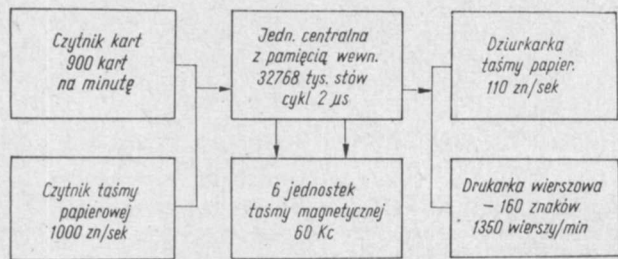 Czytnik kart
900 kart
na minutę
Jedn. centralna
z pamięcią wewn.
32768 tys. słów
cykl 2 µs
Dziurkarka
taśmy papier.
110 zn/sek
Czytnik taśmy
papierowej
1000 zn/sek
6 jednostek
taśmy magnetycznej
60 Kc
Drukarka wierszowa
– 160 znaków
1350 wierszy/min